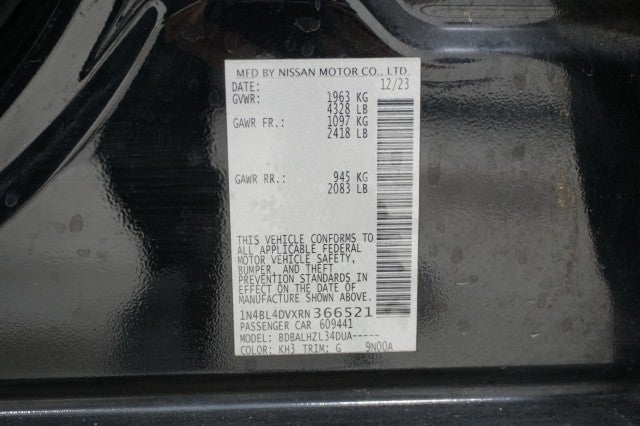 MFD BY NISSAN MOTOR CO., LTD.
DATE: 12/23
GVWR: 1963 KG
4328 LB
GAWR FR.: 1097 KG
2418 LB
GAWR RR.: 945 KG
2083 LB
THIS VEHICLE CONFORMS TO
ALL APPLICABLE FEDERAL
MOTOR VEHICLE SAFETY,
BUMPER, AND THEFT
PREVENTION STANDARDS IN
EFFECT ON THE DATE OF
MANUFACTURE SHOWN ABOVE.
1N4BL4DVXRN366521
PASSENGER CAR 609441
MODEL: BDBALHZL34DUA-----
COLOR: KH3 TRIM: G 9N00A